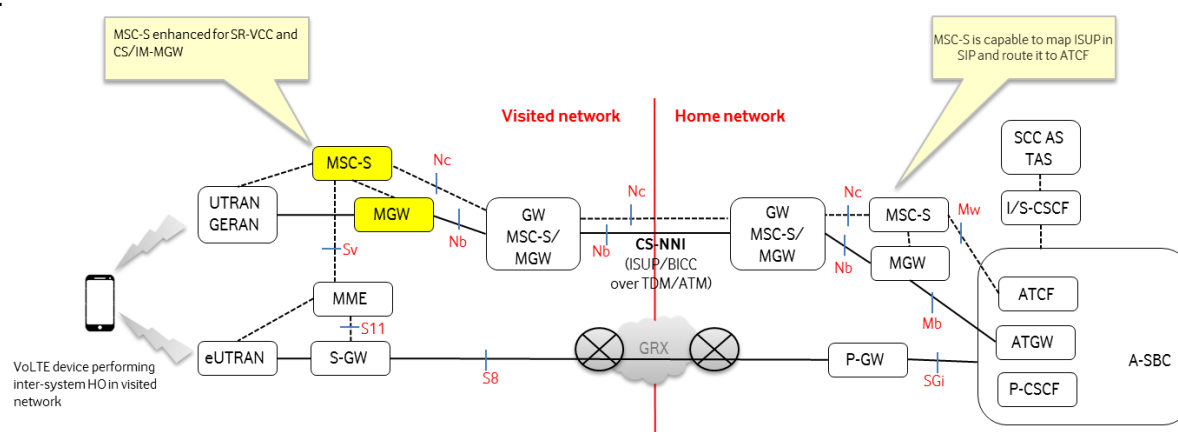 MSC-S enhanced for SR-VCC and
CS/IM-MGW
MSC-S is capable to map ISUP in
SIP and route it to ATCF
Visited network
Home network
SCC AS
TAS
MSC-S
Nc
UTRAN
GERAN
MGW
Nb
GW
MSC-S/
MGW
Nc
Nb
CS-NNI
(ISUP/BICC
over TDM/ATM)
GW
MSC-S/
MGW
Nc
MSC-S
Mw
I/S-CSCF
Nb
MGW
Sv
MME
S11
Mb
ATCF
eUTRAN
S-GW
S8
GRX
P-GW
SGi
ATGW
A-SBC
P-CSCF
VoLTE device performing
inter-system HO in visited
network